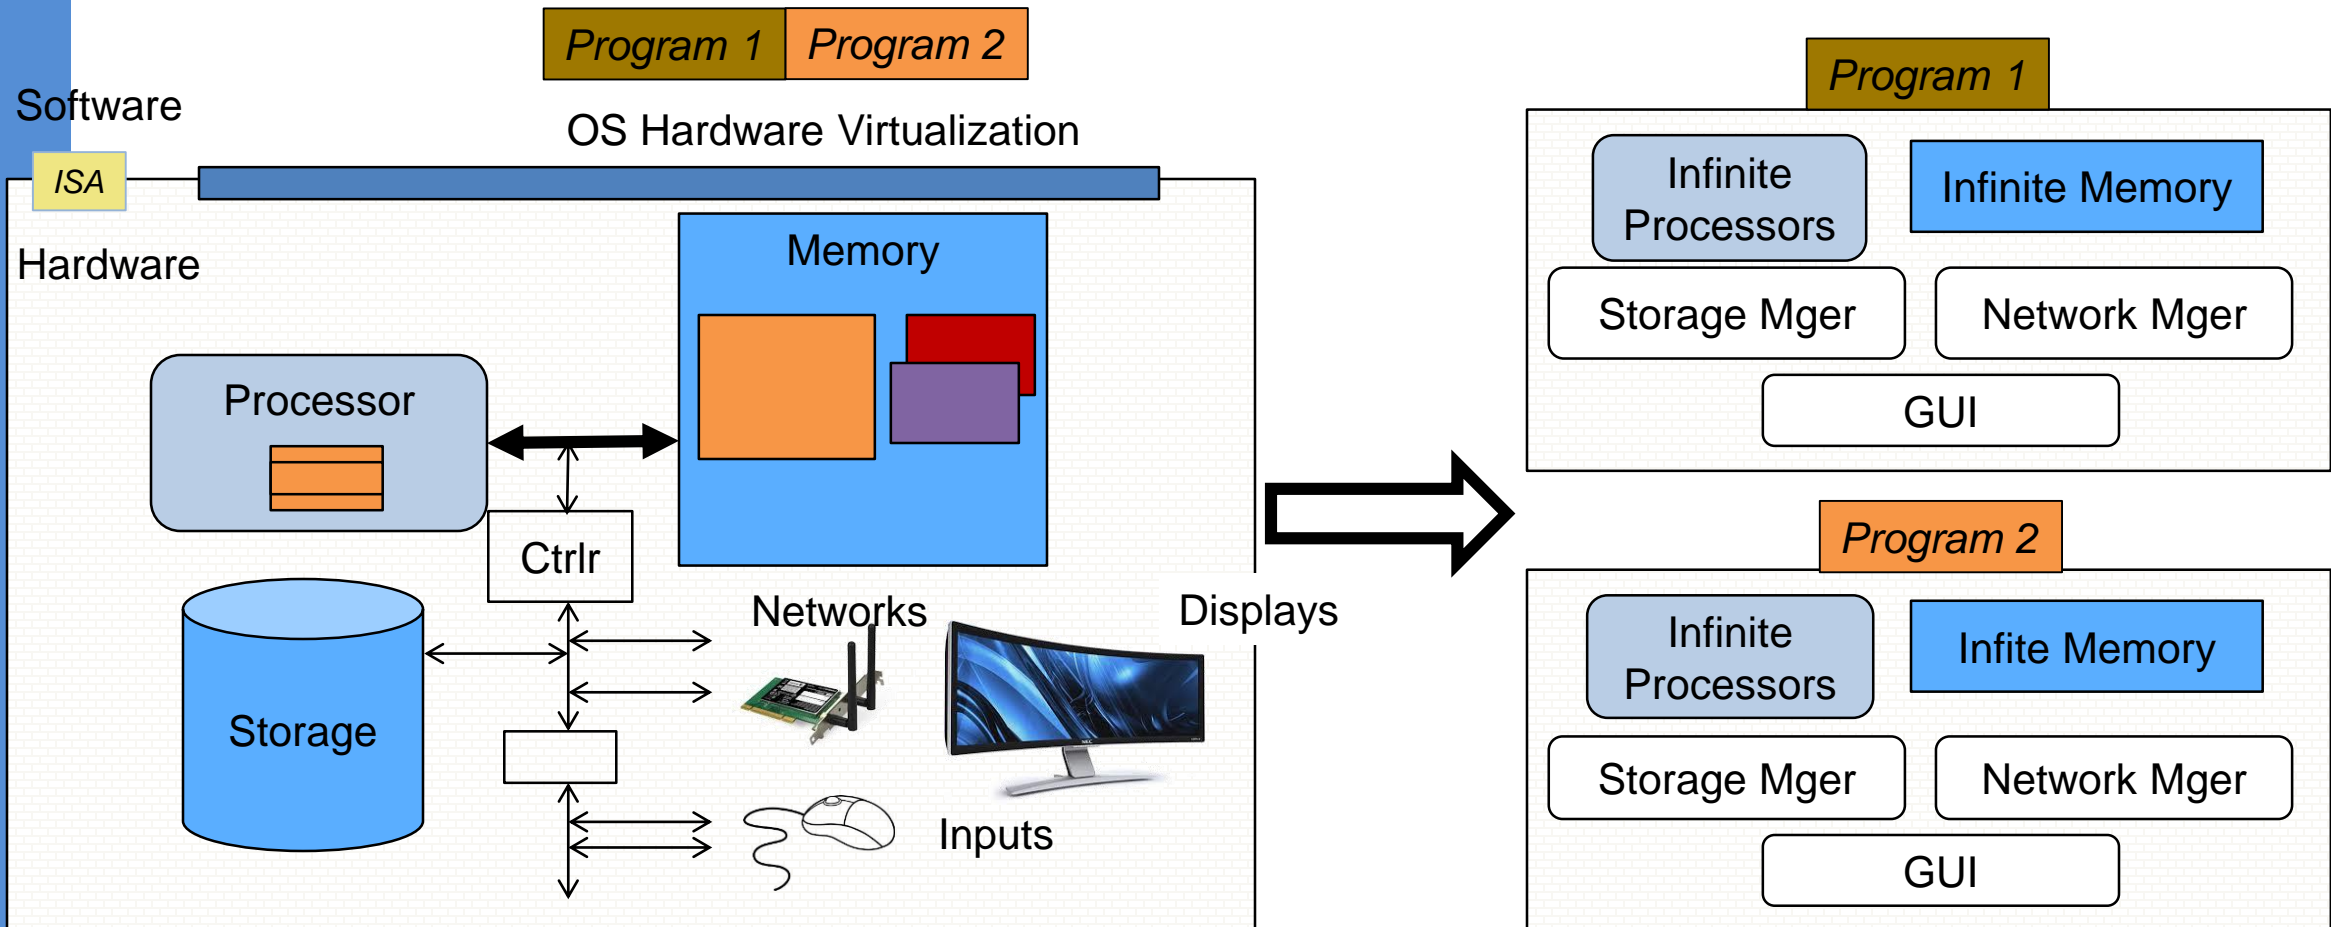 Program 1
Program 2
Software
OS Hardware Virtualization
ISA
Hardware
Memory
Processor
Ctrlr
Networks
Displays
Storage
Inputs
Program 1
Infinite
Processors
Infinite Memory
Storage Mger
Network Mger
GUI
Program 2
Infinite
Processors
Infite Memory
Storage Mger
Network Mger
GUI